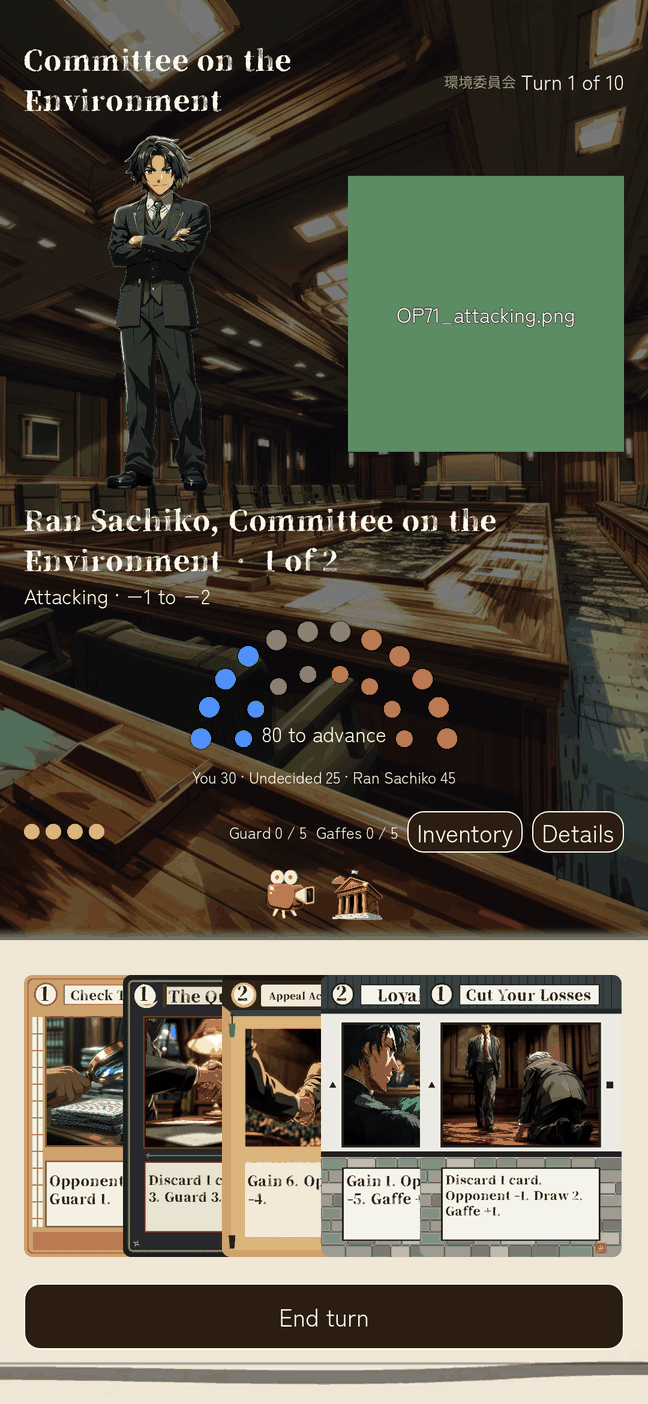 Committee on the
Environment
環境委員会 Turn 1 of 10
OP71_attacking.png
Ran Sachiko, Committee on the
Environment · 1 of 2
Attacking · −1 to −2
80 to advance
You 30 · Undecided 25 · Ran Sachiko 45
Guard 0 / 5 Gaffes 0 / 5 Inventory Details
1 Check
1 The
2 Appeal
2
1 Cut Your Losses
Opponent
Guard 1.
Discard 1
3. Guard 3.
Gain 6.
-4.
Gain 1.
-5. Gaffe
Discard 1 card.
Opponent -1. Draw 2.
Gaffe +1.
End turn